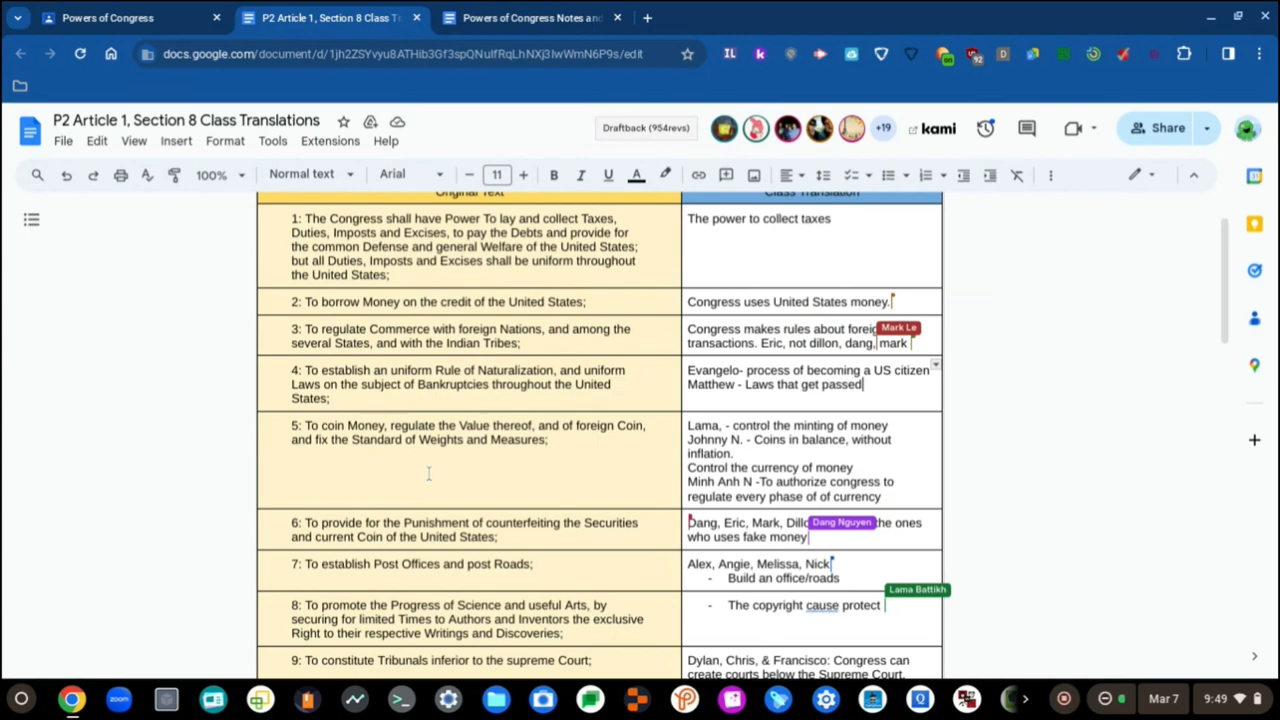 Powers of Congress
P2 Article 1, Section 8 Class Tr
Powers of Congress Notes and
docs.google.com/document/d/1jh2ZSYvyu8ATHib3Gf3spQNuIfRqLhNXj3IwWmN6P9s/edit
P2 Article 1, Section 8 Class Translations
Draftback (954revs)
+19
kami
Share
File Edit View Insert Format Tools Extensions Help
100%
Normal text
Arial
11
Original Text
Class Translation
1: The Congress shall have Power To lay and collect Taxes,
Duties, Imposts and Excises, to pay the Debts and provide for
the common Defense and general Welfare of the United States;
but all Duties, Imposts and Excises shall be uniform throughout
the United States;
The power to collect taxes
2: To borrow Money on the credit of the United States;
Congress uses United States money.
3: To regulate Commerce with foreign Nations, and among the
several States, and with the Indian Tribes;
Congress makes rules about foreig
Mark Le
transactions. Eric, not dillon, dang, mark
4: To establish an uniform Rule of Naturalization, and uniform
Laws on the subject of Bankruptcies throughout the United
States;
Evangelo- process of becoming a US citizen
Matthew - Laws that get passed
5: To coin Money, regulate the Value thereof, and of foreign Coin,
and fix the Standard of Weights and Measures;
Lama, - control the minting of money
Johnny N. - Coins in balance, without
inflation.
Control the currency of money
Minh Anh N -To authorize congress to
regulate every phase of of currency
6: To provide for the Punishment of counterfeiting the Securities
and current Coin of the United States;
Dang, Eric, Mark, Dillo
Dang Nguyen
the ones
who uses fake money
7: To establish Post Offices and post Roads;
Alex, Angie, Melissa, Nick
- Build an office/roads
Lama Battikh
8: To promote the Progress of Science and useful Arts, by
securing for limited Times to Authors and Inventors the exclusive
Right to their respective Writings and Discoveries;
- The copyright cause protect
9: To constitute Tribunals inferior to the supreme Court;
Dylan, Chris, & Francisco: Congress can
create courts below the Supreme Court.
zoom
Mar 7
9:49